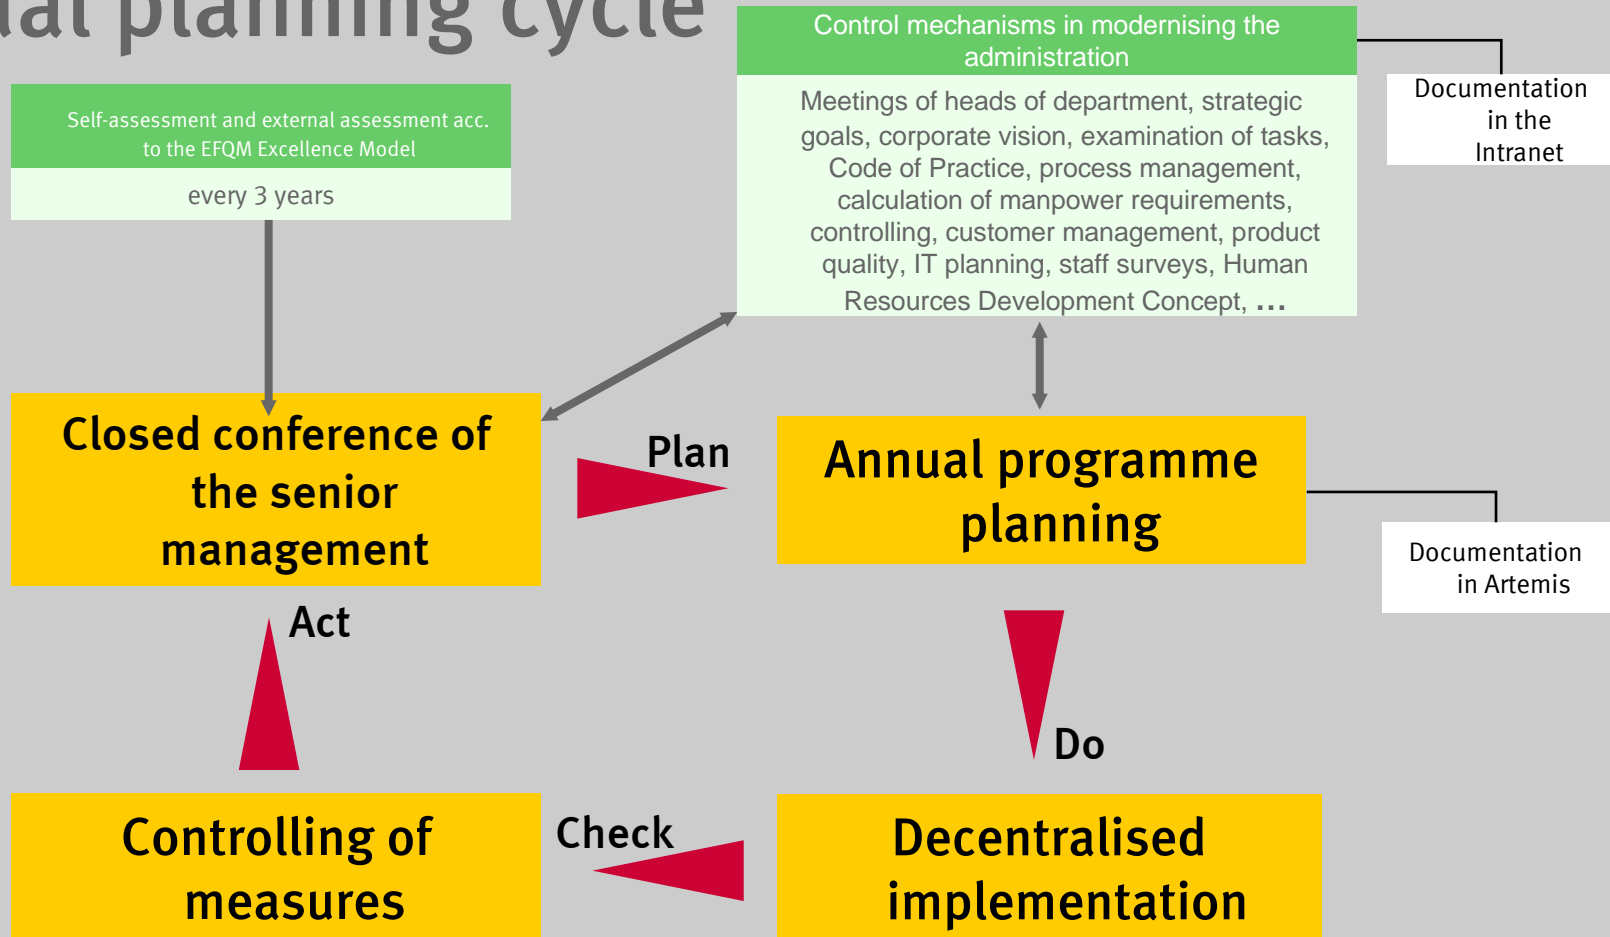 planning cycle
Control mechanisms in modernising the
administration
Meetings of heads of department, strategic
goals, corporate vision, examination of tasks,
Code of Practice, process management,
calculation of manpower requirements,
controlling, customer management, product
quality, IT planning, staff surveys, Human
Resources Development Concept, ...
Documentation
in the
Intranet
Self-assessment and external assessment acc.
to the EFQM Excellence Model
every 3 years
Closed conference of
the senior
management
Plan
Annual programme
planning
Documentation
in Artemis
Act
Do
Controlling of
measures
Check
Decentralised
implementation